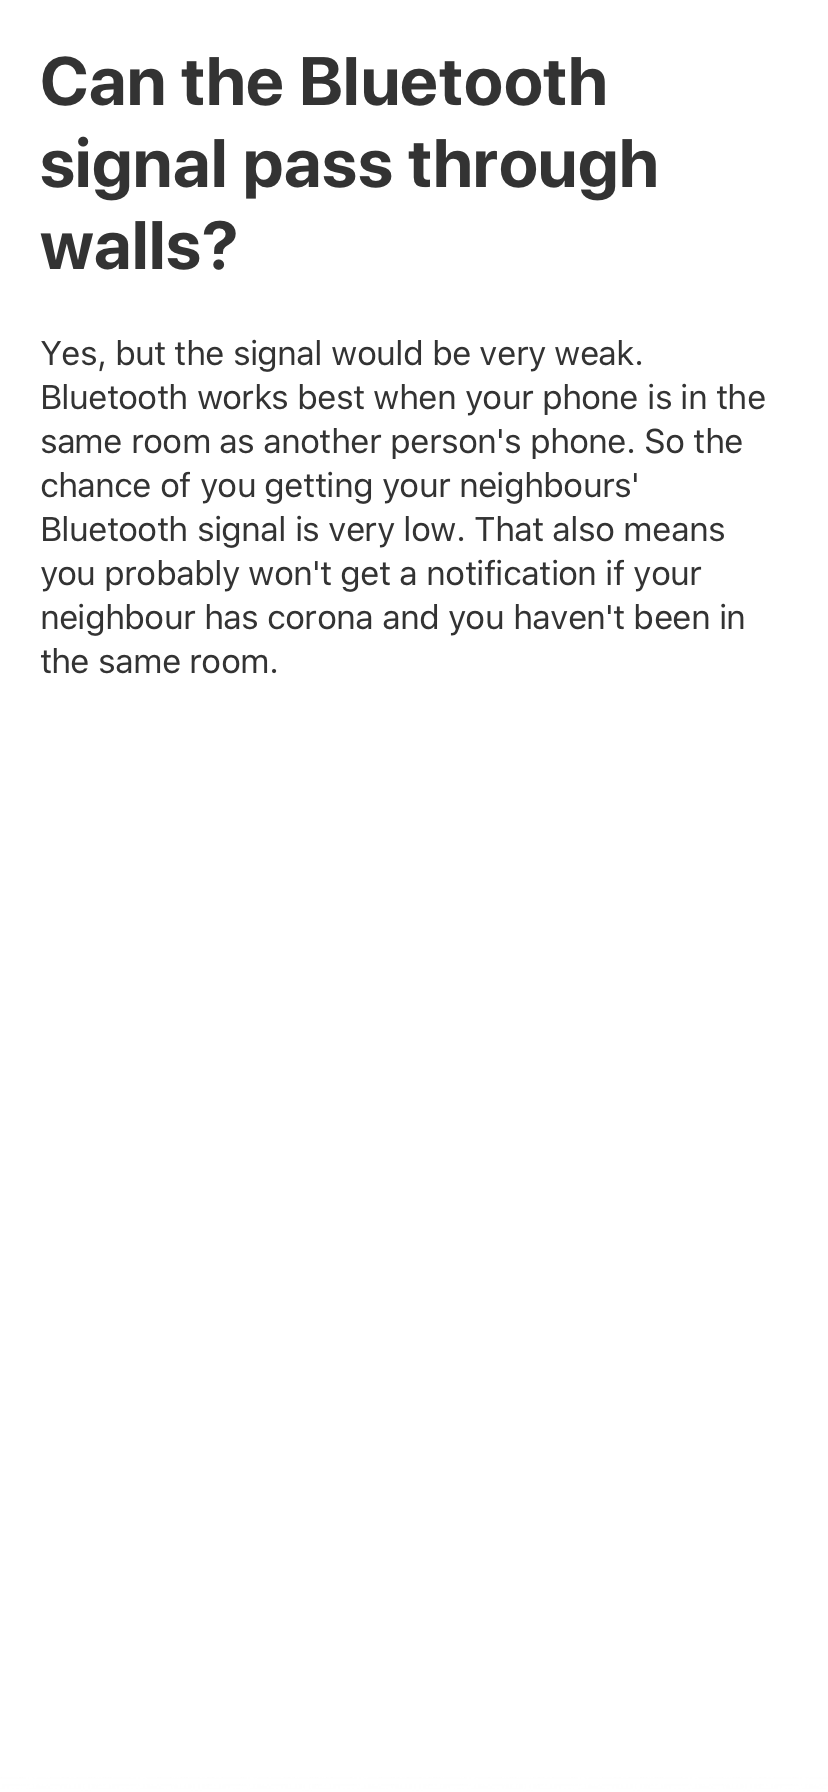 Can the Bluetooth
signal pass through
walls?
Yes, but the signal would be very weak.
Bluetooth works best when your phone is in the
same room as another person's phone. So the
chance of you getting your neighbours'
Bluetooth signal is very low. That also means
you probably won't get a notification if your
neighbour has corona and you haven't been in
the same room.